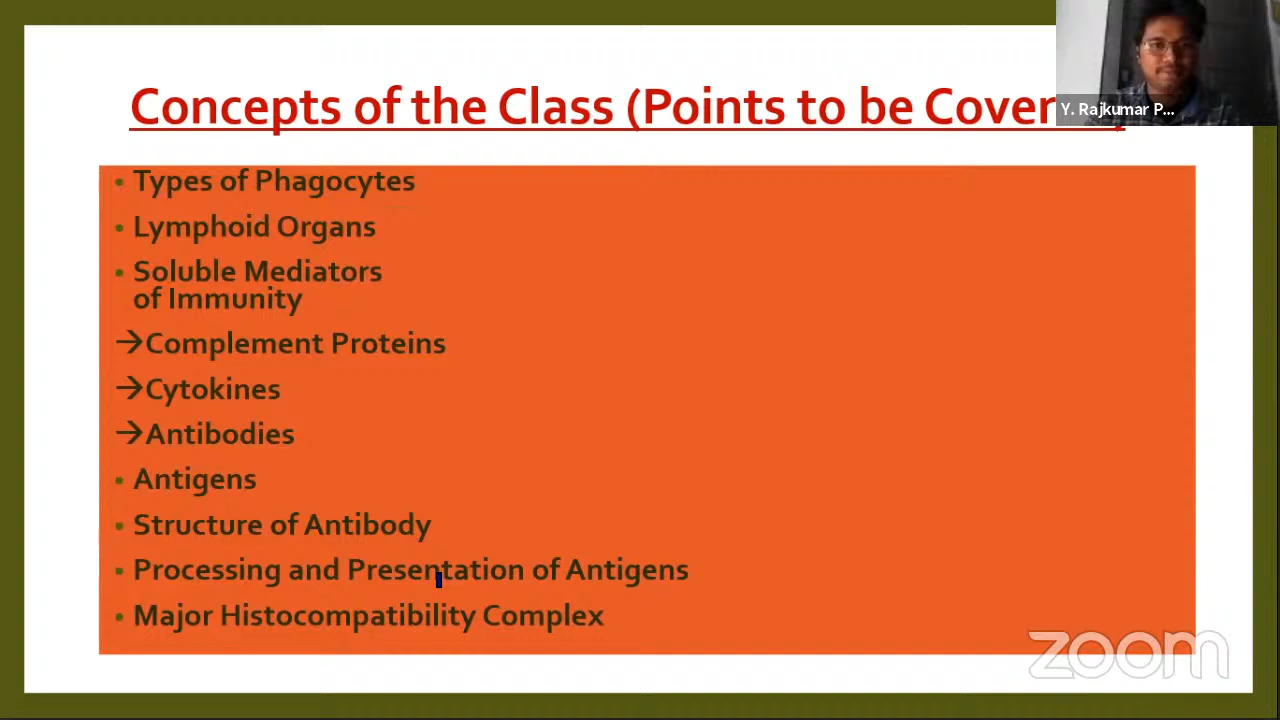 Concepts of the Class (Points to be Cover
Y. Rajkumar P...
• Types of Phagocytes
• Lymphoid Organs
• Soluble Mediators
of Immunity
→Complement Proteins
→Cytokines
→Antibodies
• Antigens
• Structure of Antibody
• Processing and Presentation of Antigens
• Major Histocompatibility Complex
zoom